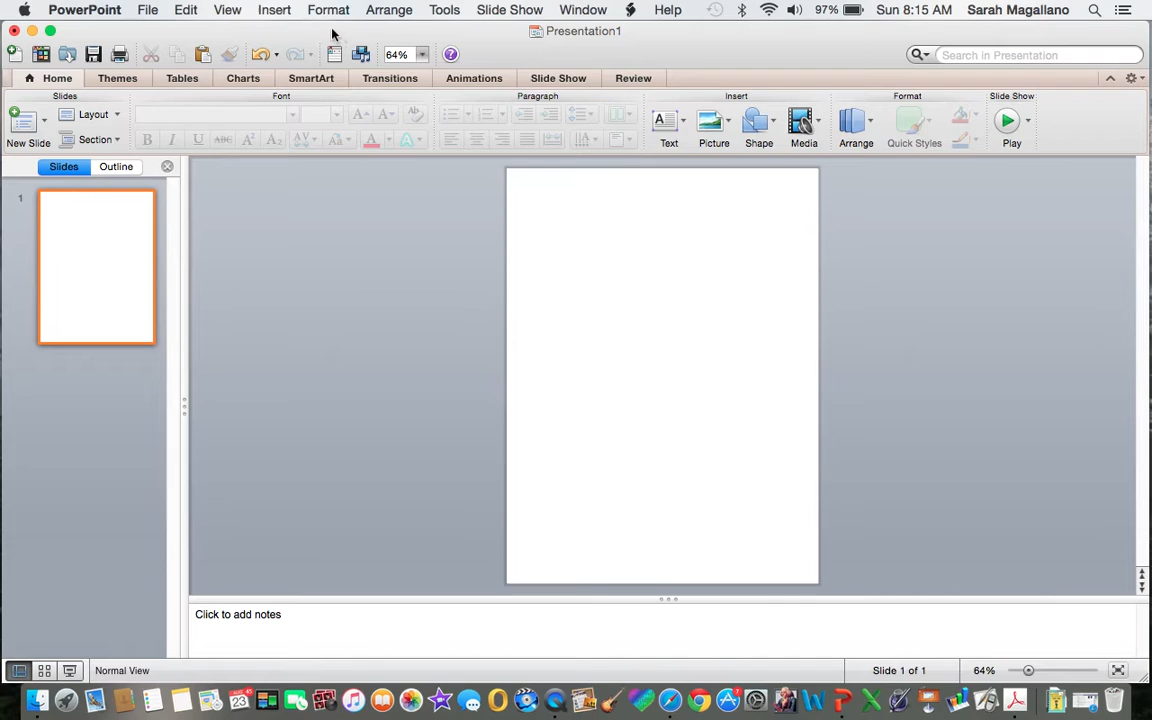 PowerPoint File Edit View Insert Format Arrange Tools Slide Show Window Help 97% Sun 8:15 AM Sarah Magallano
Presentation1
64% Search in Presentation
Home Themes Tables Charts SmartArt Transitions Animations Slide Show Review
Slides Font Paragraph Insert Format Slide Show
Layout
Section
New Slide Text Picture Shape Media Arrange Quick Styles Play
Slides Outline
1
Click to add notes
Normal View Slide 1 of 1 64%